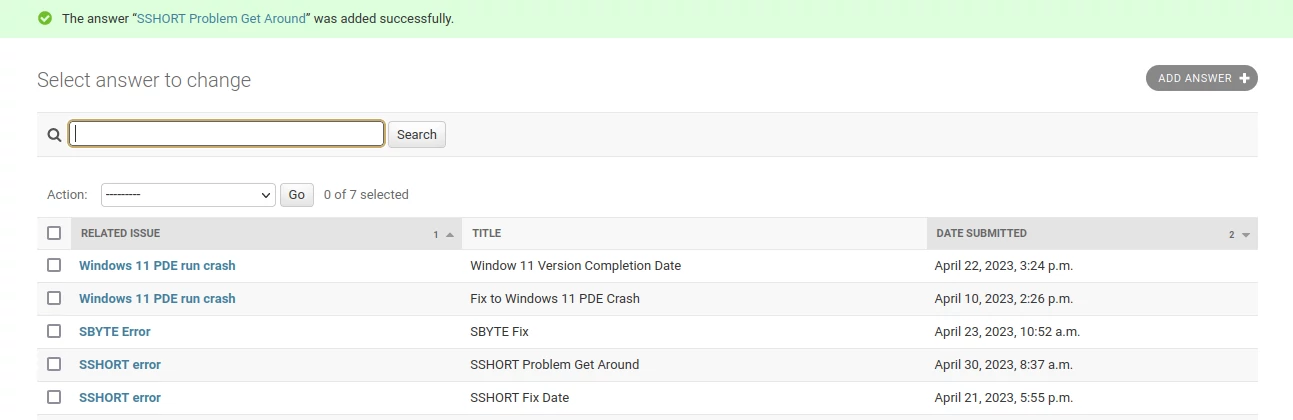 The answer “SSHORT Problem Get Around” was added successfully.
Select answer to change
ADD ANSWER
Search
Action: --------- Go 0 of 7 selected
RELATED ISSUE 1 TITLE DATE SUBMITTED 2
Windows 11 PDE run crash Window 11 Version Completion Date April 22, 2023, 3:24 p.m.
Windows 11 PDE run crash Fix to Windows 11 PDE Crash April 10, 2023, 2:26 p.m.
SBYTE Error SBYTE Fix April 23, 2023, 10:52 a.m.
SSHORT error SSHORT Problem Get Around April 30, 2023, 8:37 a.m.
SSHORT error SSHORT Fix Date April 21, 2023, 5:55 p.m.